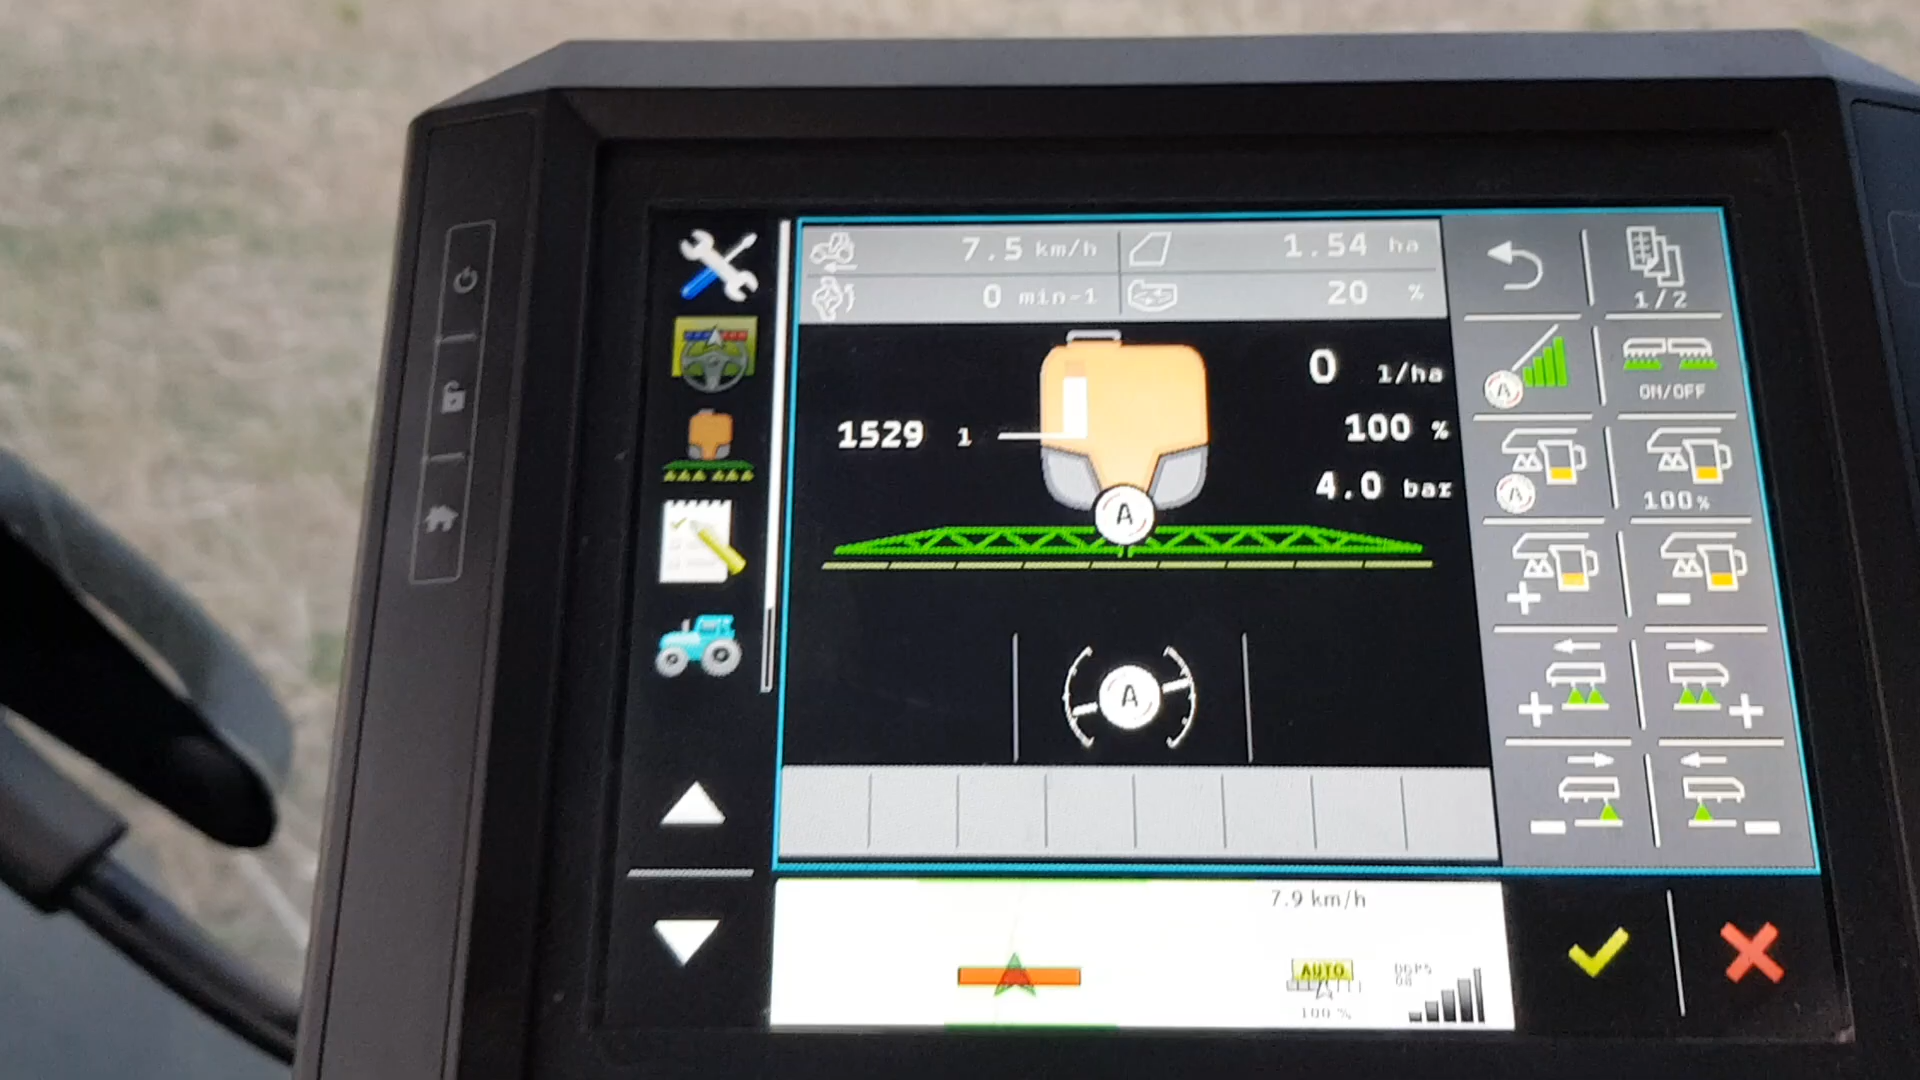 7.5 km/h 1.54 ha
0 min-1 20 %
1/2
0 l/ha
ON/OFF
1529 l
100 %
A
A
4.0 bar
100%
A
A
7.9 km/h
AUTO
100 %